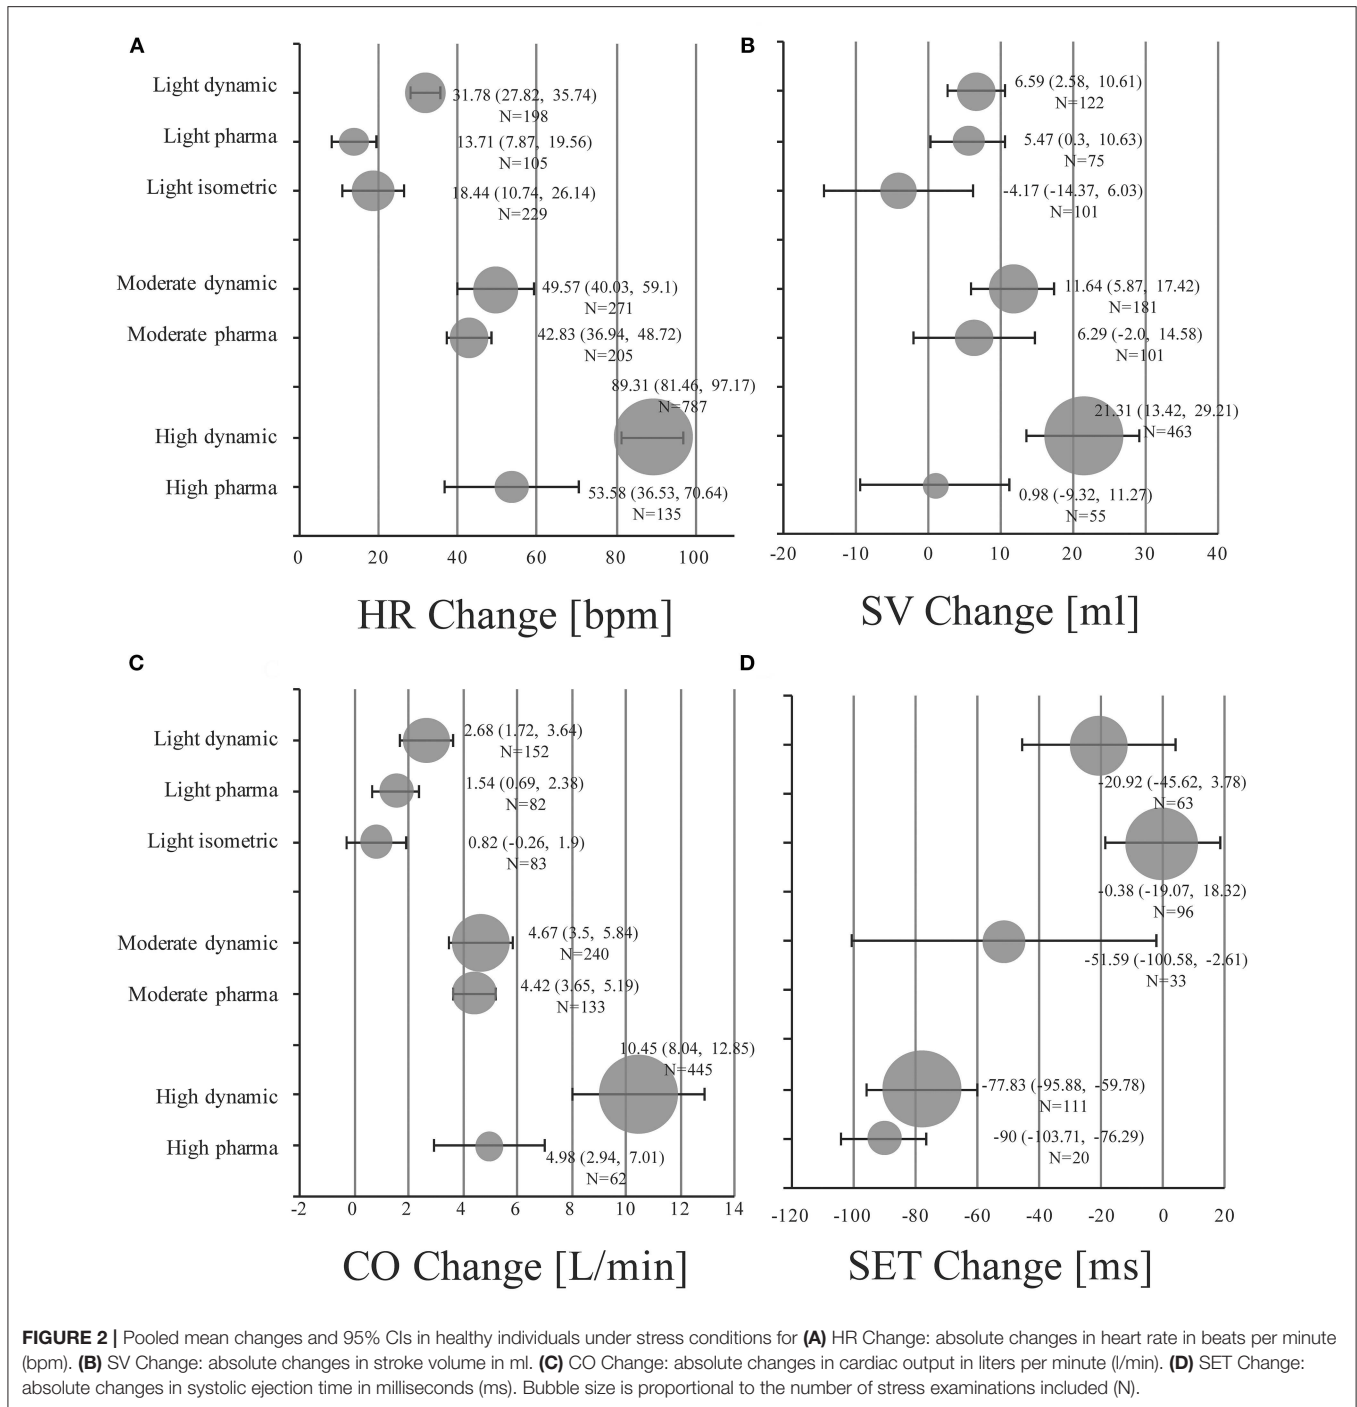 A
Light dynamic
31.78 (27.82, 35.74)
N=198
Light pharma
13.71 (7.87, 19.56)
N=105
Light isometric
18.44 (10.74, 26.14)
N=229
Moderate dynamic
49.57 (40.03, 59.1)
N=271
Moderate pharma
42.83 (36.94, 48.72)
N=205
89.31 (81.46, 97.17)
N=787
High dynamic
High pharma
53.58 (36.53, 70.64)
N=135
0 20 40 60 80 100
HR Change [bpm]
B
6.59 (2.58, 10.61)
N=122
5.47 (0.3, 10.63)
N=75
-4.17 (-14.37, 6.03)
N=101
11.64 (5.87, 17.42)
N=181
6.29 (-2.0, 14.58)
N=101
21.31 (13.42, 29.21)
N=463
0.98 (-9.32, 11.27)
N=55
-20 -10 0 10 20 30 40
SV Change [ml]
C
Light dynamic
2.68 (1.72, 3.64)
N=152
Light pharma
1.54 (0.69, 2.38)
N=82
Light isometric
0.82 (-0.26, 1.9)
N=83
Moderate dynamic
4.67 (3.5, 5.84)
N=240
Moderate pharma
4.42 (3.65, 5.19)
N=133
10.45 (8.04, 12.85)
N=445
High dynamic
High pharma
4.98 (2.94, 7.01)
N=62
-2 0 2 4 6 8 10 12 14
CO Change [L/min]
D
-20.92 (-45.62, 3.78)
N=63
-0.38 (-19.07, 18.32)
N=96
-51.59 (-100.58, -2.61)
N=33
-77.83 (-95.88, -59.78)
N=111
-90 (-103.71, -76.29)
N=20
-120 -100 -80 -60 -40 -20 0 20
SET Change [ms]
FIGURE 2 | Pooled mean changes and 95% CIs in healthy individuals under stress conditions for (A) HR Change: absolute changes in heart rate in beats per minute
(bpm). (B) SV Change: absolute changes in stroke volume in ml. (C) CO Change: absolute changes in cardiac output in liters per minute (l/min). (D) SET Change:
absolute changes in systolic ejection time in milliseconds (ms). Bubble size is proportional to the number of stress examinations included (N).